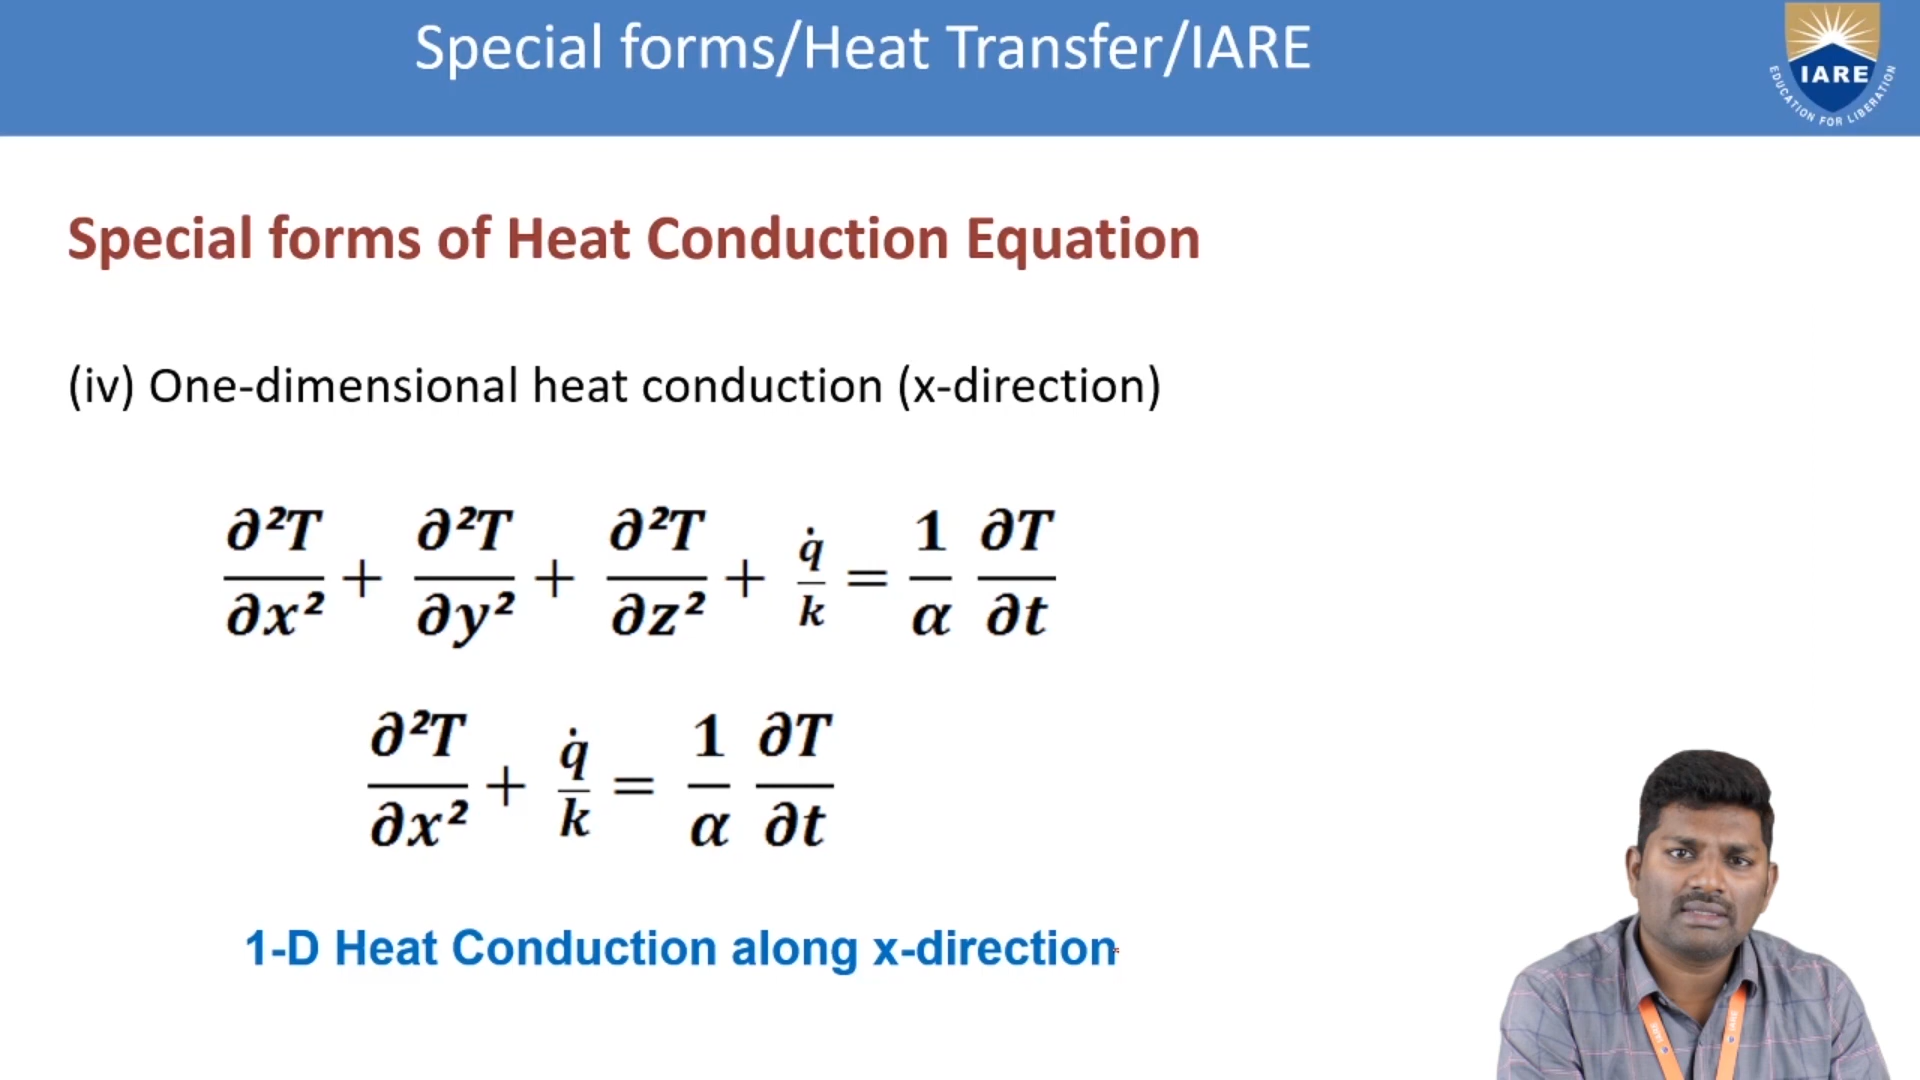 Special forms/Heat Transfer/IARE
IARE
EDUCATION FOR LIBERATION
Special forms of Heat Conduction Equation
(iv) One-dimensional heat conduction (x-direction)
∂²T/∂x² + ∂²T/∂y² + ∂²T/∂z² + q̇/k = 1/α ∂T/∂t
∂²T/∂x² + q̇/k = 1/α ∂T/∂t
1-D Heat Conduction along x-direction